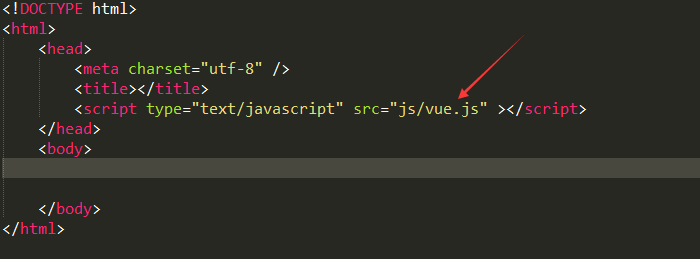 <!DOCTYPE html>
<html>
<head>
<meta charset="utf-8" />
<title></title>
<script type="text/javascript" src="js/vue.js" ></script>
</head>
<body>
</body>
</html>